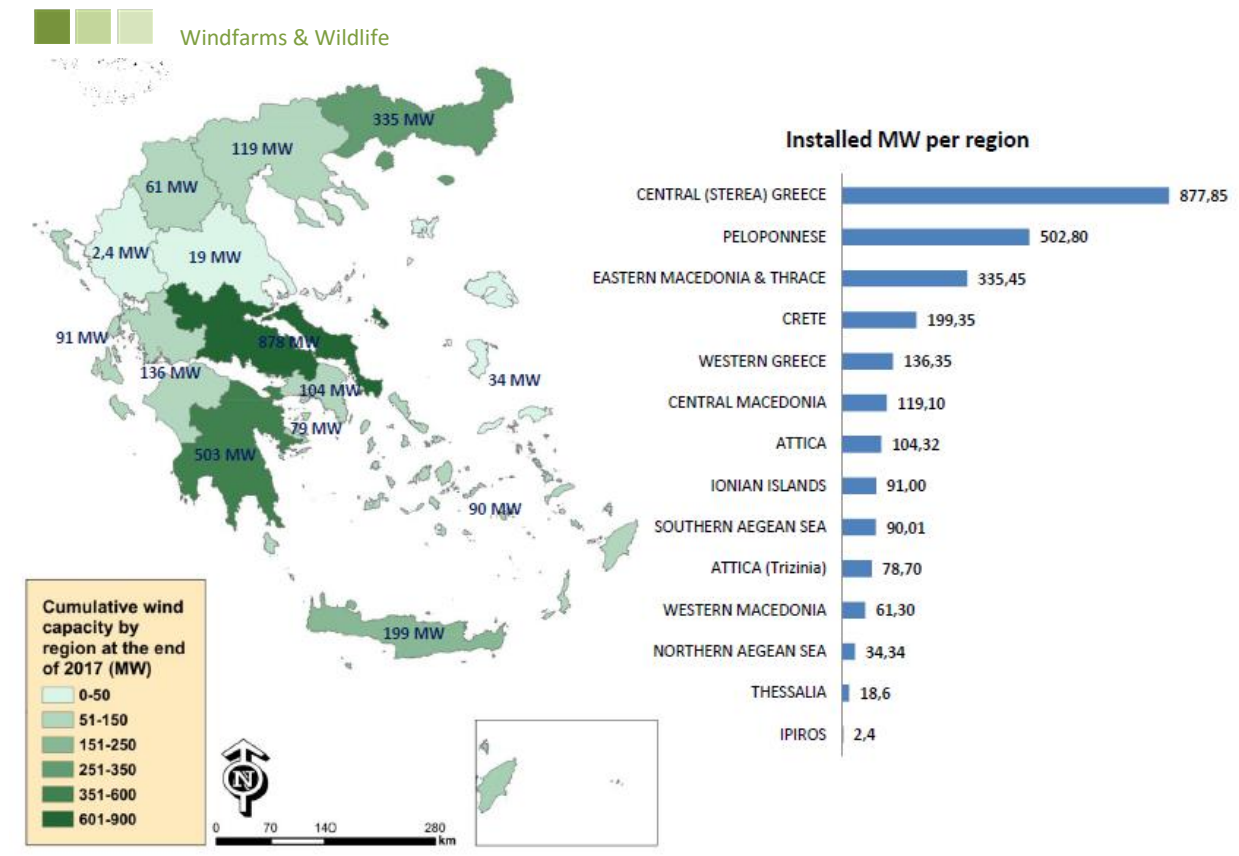 Windfarms & Wildlife
335 MW
119 MW
61 MW
2,4 MW
19 MW
91 MW
878 MW
136 MW
34 MW
104 MW
79 MW
503 MW
90 MW
199 MW
Cumulative wind
capacity by
region at the end
of 2017 (MW)
0-50
51-150
151-250
251-350
351-600
601-900
N
0 70 140 280
km
Installed MW per region
CENTRAL (STEREA) GREECE 877,85
PELOPONNESE 502,80
EASTERN MACEDONIA & THRACE 335,45
CRETE 199,35
WESTERN GREECE 136,35
CENTRAL MACEDONIA 119,10
ATTICA 104,32
IONIAN ISLANDS 91,00
SOUTHERN AEGEAN SEA 90,01
ATTICA (Trizinia) 78,70
WESTERN MACEDONIA 61,30
NORTHERN AEGEAN SEA 34,34
THESSALIA 18,6
IPIROS 2,4